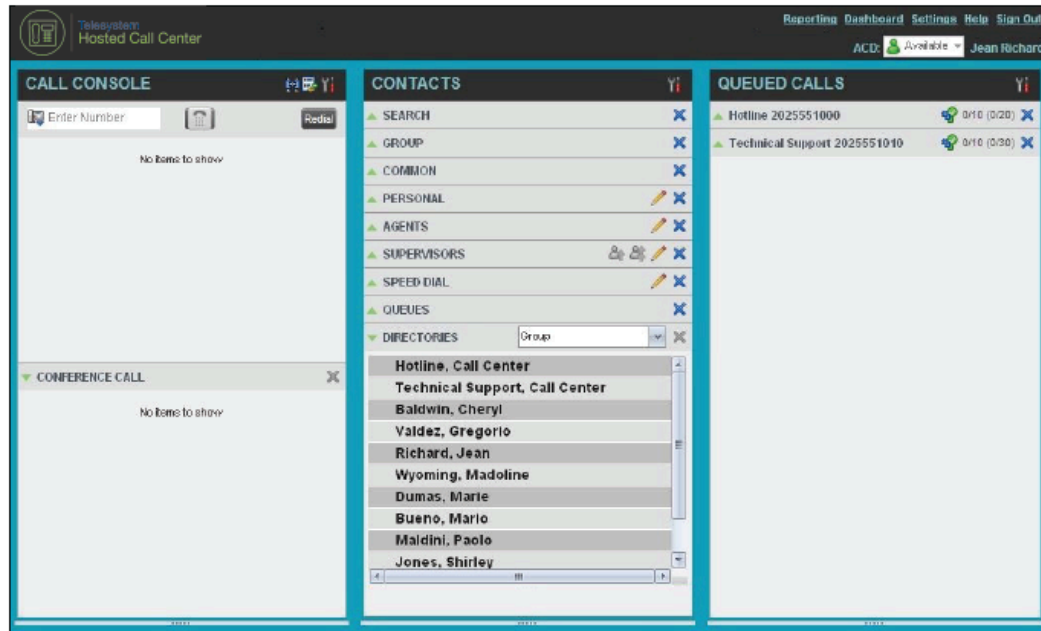 Telesystem
Hosted Call Center
Reporting Dashboard Settings Help Sign Out
ACD: Available Jean Richard
CALL CONSOLE
Enter Number
Redial
No items to show
CONFERENCE CALL
No items to show
CONTACTS
SEARCH
GROUP
COMMON
PERSONAL
AGENTS
SUPERVISORS
SPEED DIAL
QUEUES
DIRECTORIES Group
Hotline, Call Center
Technical Support, Call Center
Baldwin, Cheryl
Valdez, Gregorio
Richard, Jean
Wyoming, Madoline
Dumas, Marie
Bueno, Mario
Maldini, Paolo
Jones, Shirley
QUEUED CALLS
Hotline 2025551000 0/10 (0/20)
Technical Support 2025551010 0/10 (0/30)